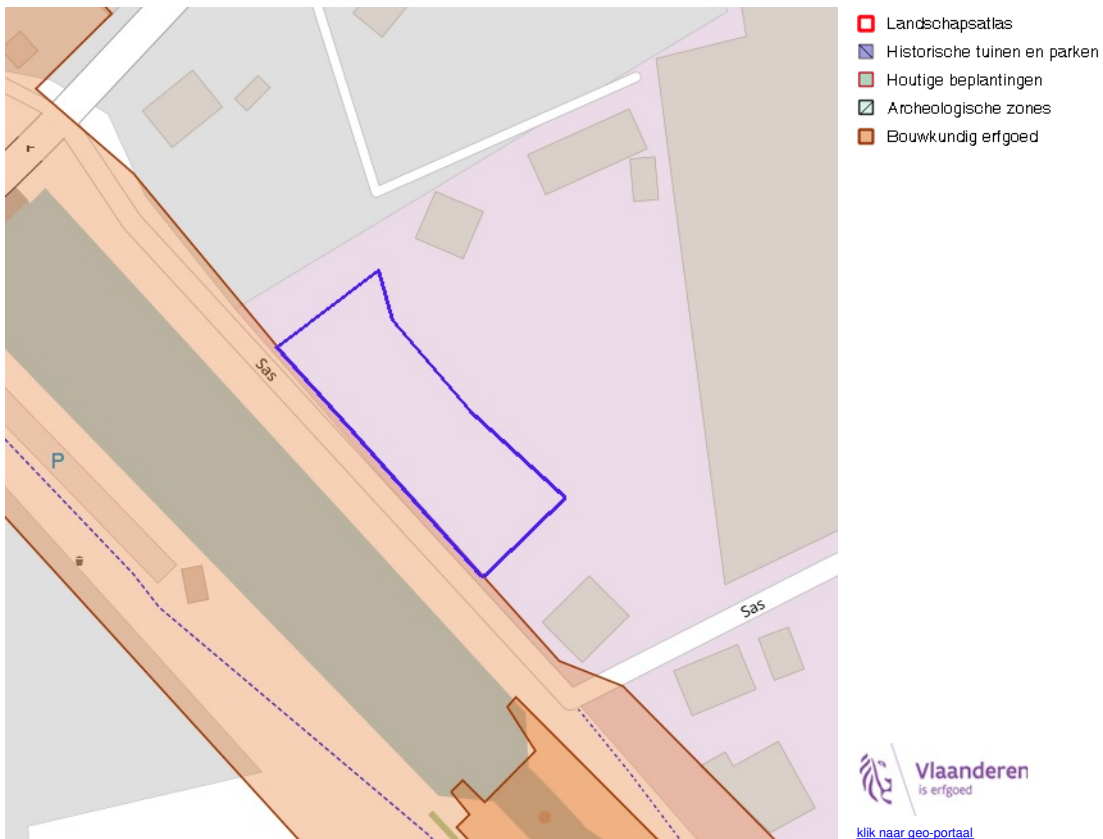 Landschapsatlas
Historische tuinen en parken
Houtige beplantingen
Archeologische zones
Bouwkundig erfgoed
Sas
P
Sas
Vlaanderen
is erfgoed
klik naar geo-portaal